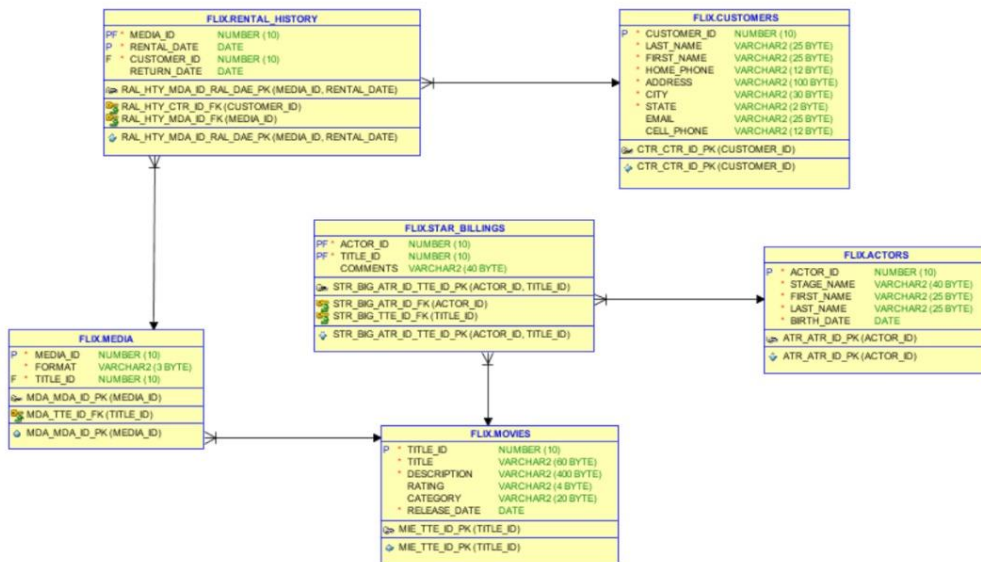 FLIX.RENTAL_HISTORY
PF * MEDIA_ID NUMBER (10)
P * RENTAL_DATE DATE
F * CUSTOMER_ID NUMBER (10)
RETURN_DATE DATE
RAL_HTY_MDA_ID_RAL_DAE_PK (MEDIA_ID, RENTAL_DATE)
RAL_HTY_CTR_ID_FK (CUSTOMER_ID)
RAL_HTY_MDA_ID_FK (MEDIA_ID)
RAL_HTY_MDA_ID_RAL_DAE_PK (MEDIA_ID, RENTAL_DATE)
FLIX.CUSTOMERS
P * CUSTOMER_ID NUMBER (10)
* LAST_NAME VARCHAR2 (25 BYTE)
* FIRST_NAME VARCHAR2 (25 BYTE)
* HOME_PHONE VARCHAR2 (12 BYTE)
* ADDRESS VARCHAR2 (100 BYTE)
* CITY VARCHAR2 (30 BYTE)
* STATE VARCHAR2 (2 BYTE)
EMAIL VARCHAR2 (25 BYTE)
CELL_PHONE VARCHAR2 (12 BYTE)
CTR_CTR_ID_PK (CUSTOMER_ID)
CTR_CTR_ID_PK (CUSTOMER_ID)
FLIX.STAR_BILLINGS
PF * ACTOR_ID NUMBER (10)
PF * TITLE_ID NUMBER (10)
COMMENTS VARCHAR2 (40 BYTE)
STR_BIG_ATR_ID_TTE_ID_PK (ACTOR_ID, TITLE_ID)
STR_BIG_ATR_ID_FK (ACTOR_ID)
STR_BIG_TTE_ID_FK (TITLE_ID)
STR_BIG_ATR_ID_TTE_ID_PK (ACTOR_ID, TITLE_ID)
FLIX.ACTORS
P * ACTOR_ID NUMBER (10)
* STAGE_NAME VARCHAR2 (40 BYTE)
* FIRST_NAME VARCHAR2 (25 BYTE)
* LAST_NAME VARCHAR2 (25 BYTE)
* BIRTH_DATE DATE
ATR_ATR_ID_PK (ACTOR_ID)
ATR_ATR_ID_PK (ACTOR_ID)
FLIX.MEDIA
P * MEDIA_ID NUMBER (10)
* FORMAT VARCHAR2 (3 BYTE)
F * TITLE_ID NUMBER (10)
MDA_MDA_ID_PK (MEDIA_ID)
MDA_TTE_ID_FK (TITLE_ID)
MDA_MDA_ID_PK (MEDIA_ID)
FLIX.MOVIES
P * TITLE_ID NUMBER (10)
* TITLE VARCHAR2 (60 BYTE)
* DESCRIPTION VARCHAR2 (400 BYTE)
RATING VARCHAR2 (4 BYTE)
CATEGORY VARCHAR2 (20 BYTE)
* RELEASE_DATE DATE
MIE_TTE_ID_PK (TITLE_ID)
MIE_TTE_ID_PK (TITLE_ID)